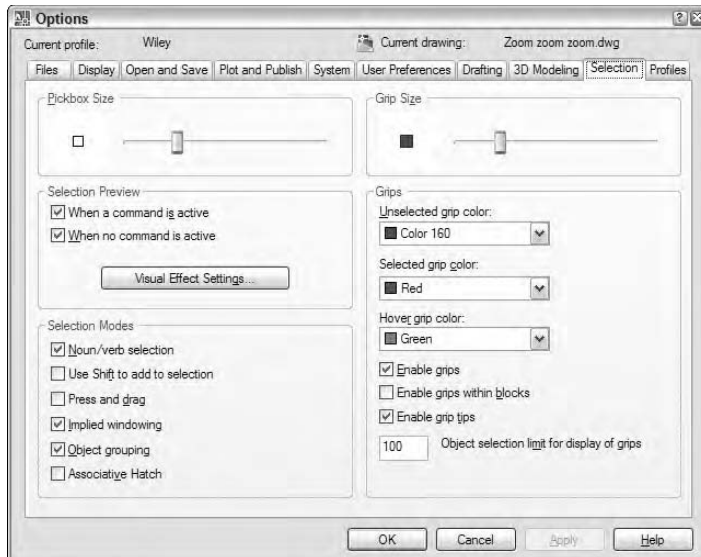 Options
Current profile: Wiley Current drawing: Zoom zoom zoom.dwg
Files Display Open and Save Plot and Publish System User Preferences Drafting 3D Modeling Selection Profiles
Pickbox Size
Grip Size
Selection Preview
When a command is active
When no command is active
Visual Effect Settings...
Selection Modes
Noun/verb selection
Use Shift to add to selection
Press and drag
Implied windowing
Object grouping
Associative Hatch
Grips
Unselected grip color:
Color 160
Selected grip color:
Red
Hover grip color:
Green
Enable grips
Enable grips within blocks
Enable grip tips
100 Object selection limit for display of grips
OK Cancel Apply Help